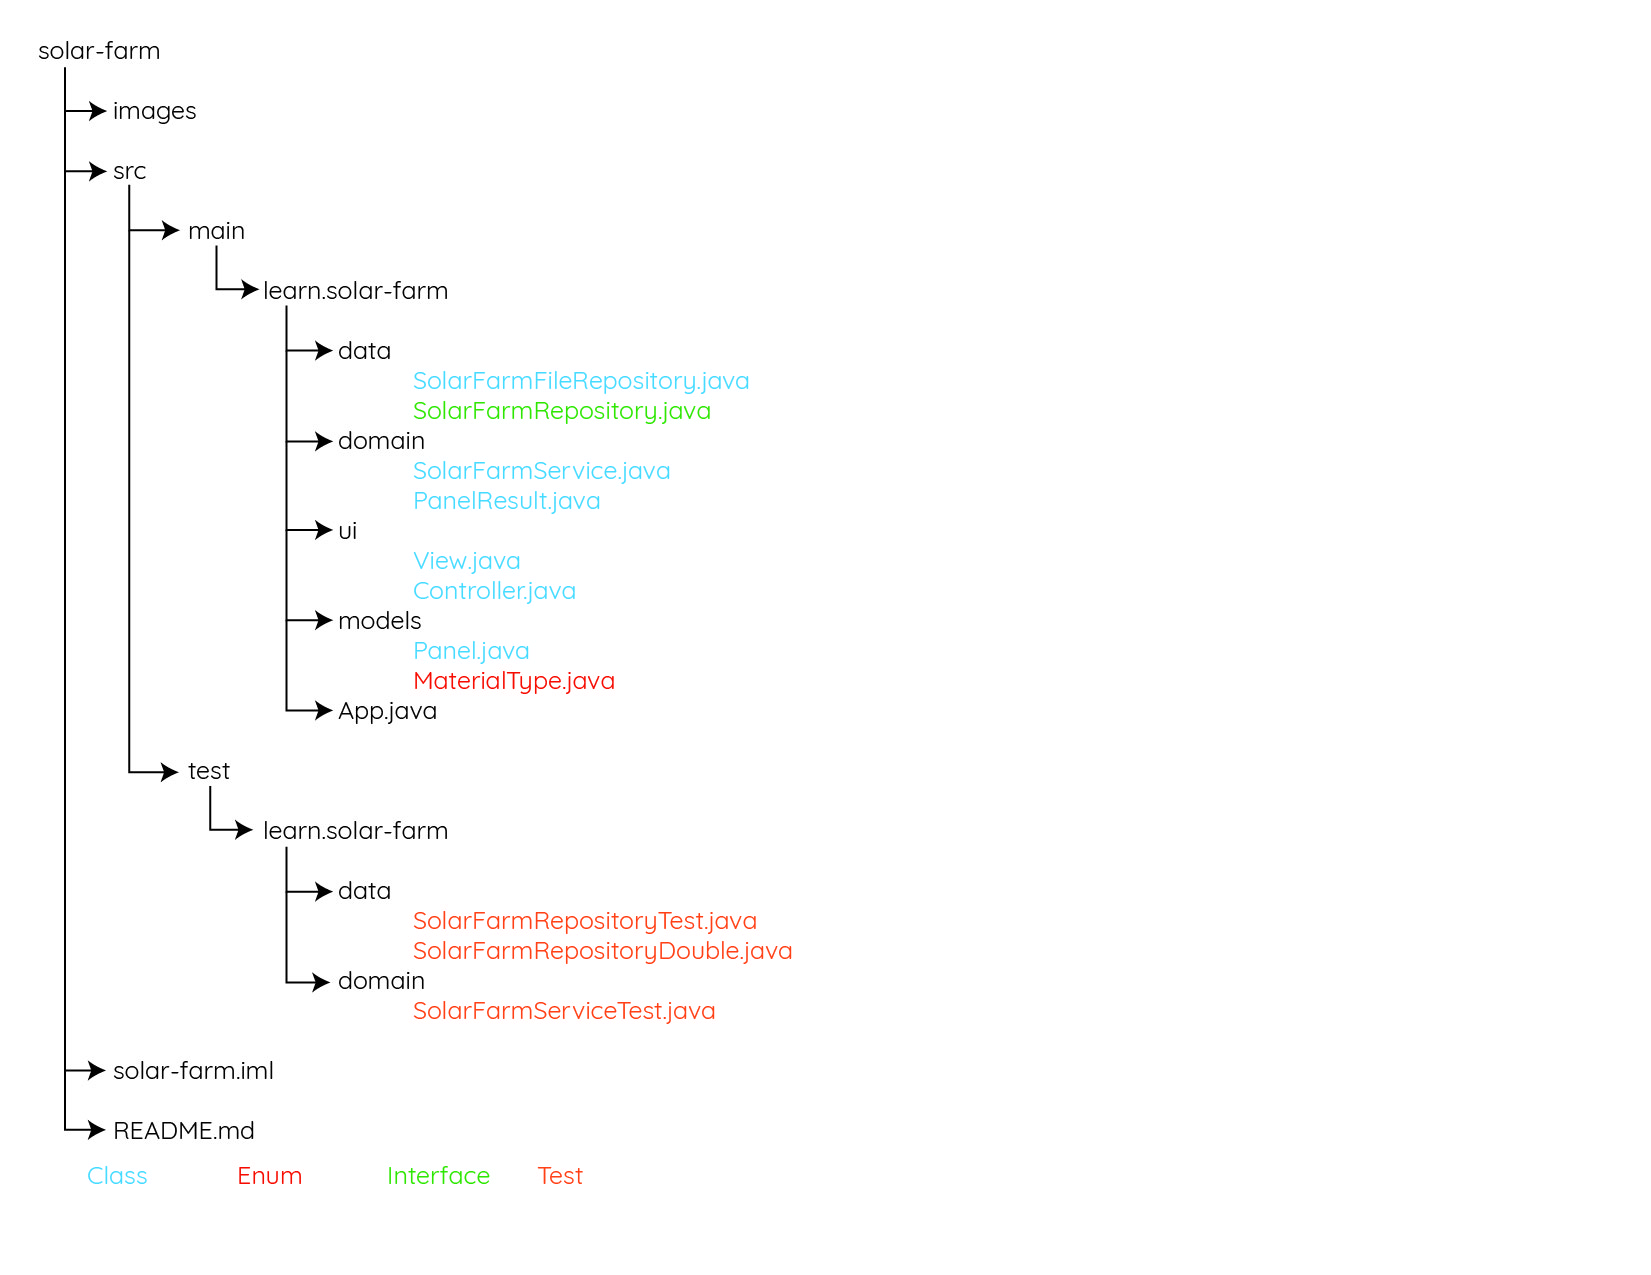 solar-farm
images
src
main
learn.solar-farm
data
SolarFarmFileRepository.java
SolarFarmRepository.java
domain
SolarFarmService.java
PanelResult.java
ui
View.java
Controller.java
models
Panel.java
MaterialType.java
App.java
test
learn.solar-farm
data
SolarFarmRepositoryTest.java
SolarFarmRepositoryDouble.java
domain
SolarFarmServiceTest.java
solar-farm.iml
README.md
Class Enum Interface Test